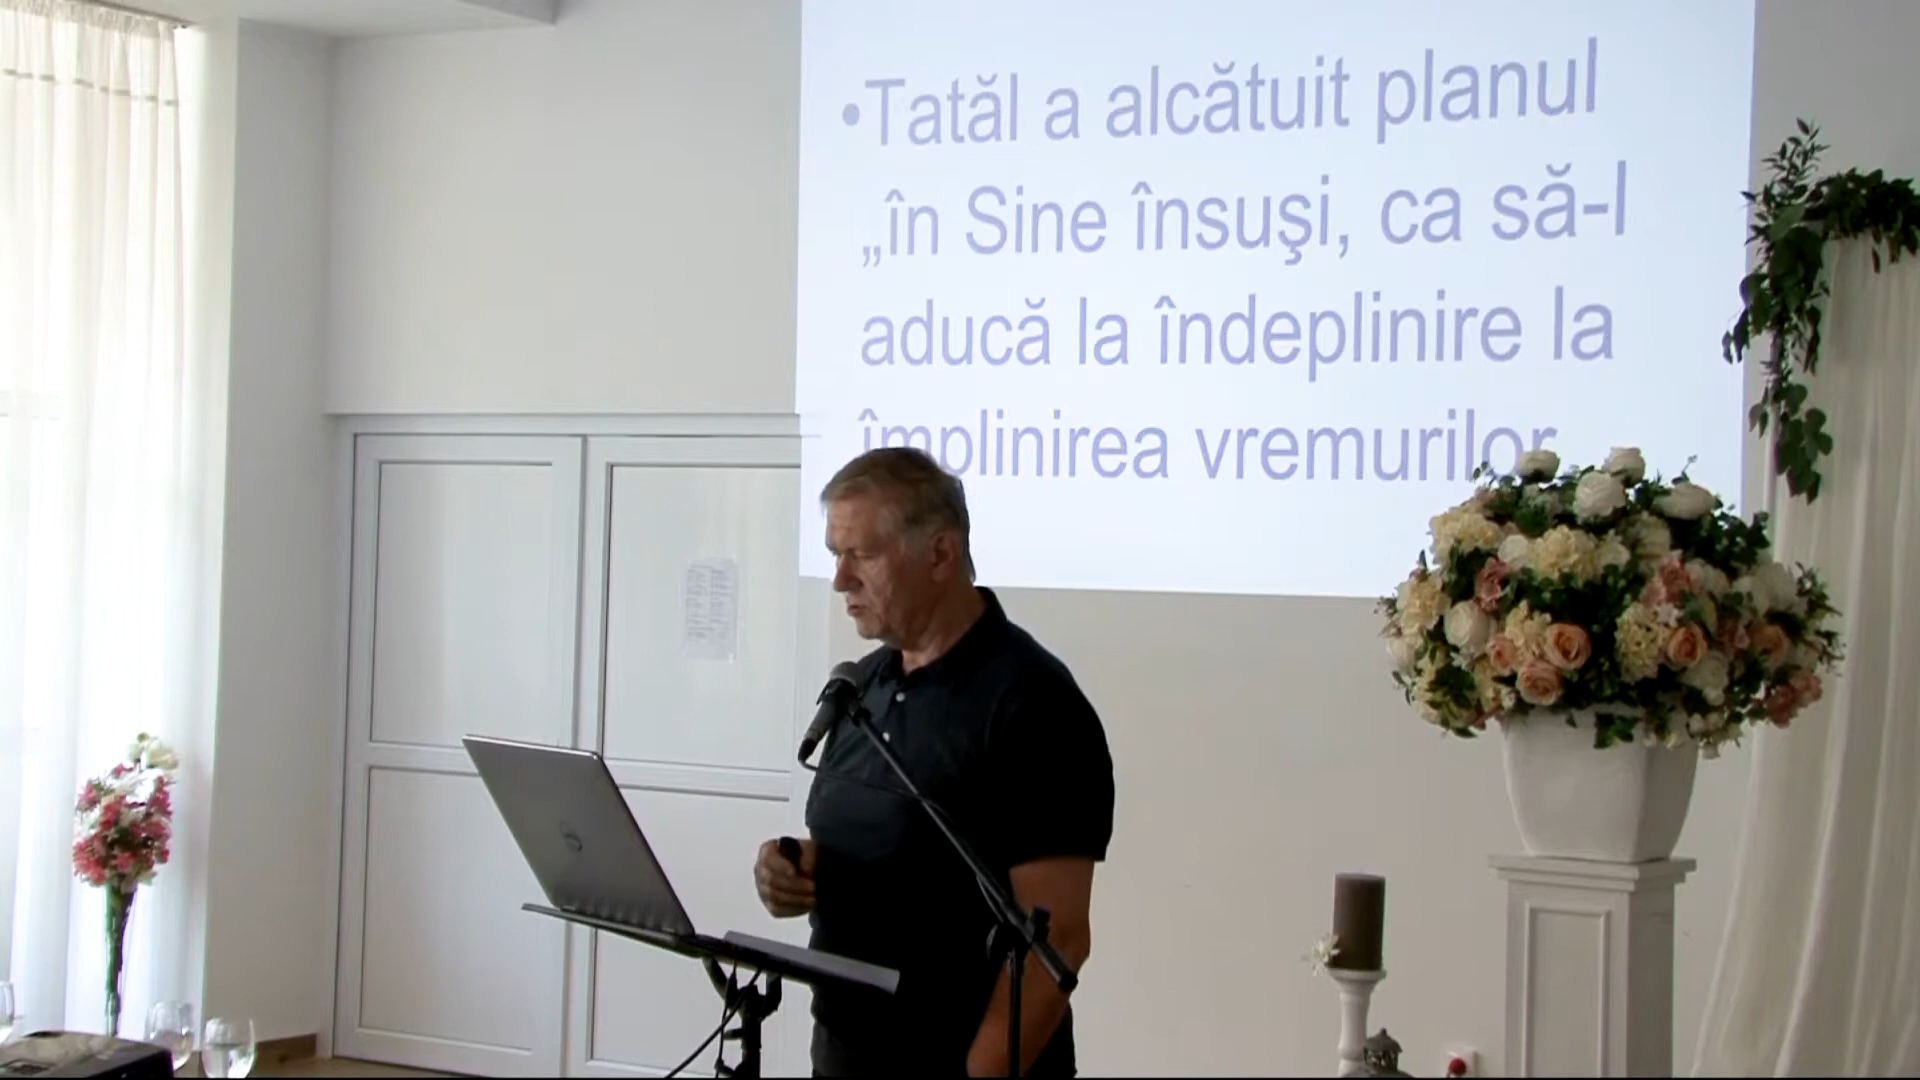 •Tatăl a alcătuit planul
„în Sine însuşi, ca să-l
aducă la îndeplinire la
împlinirea vremurilor